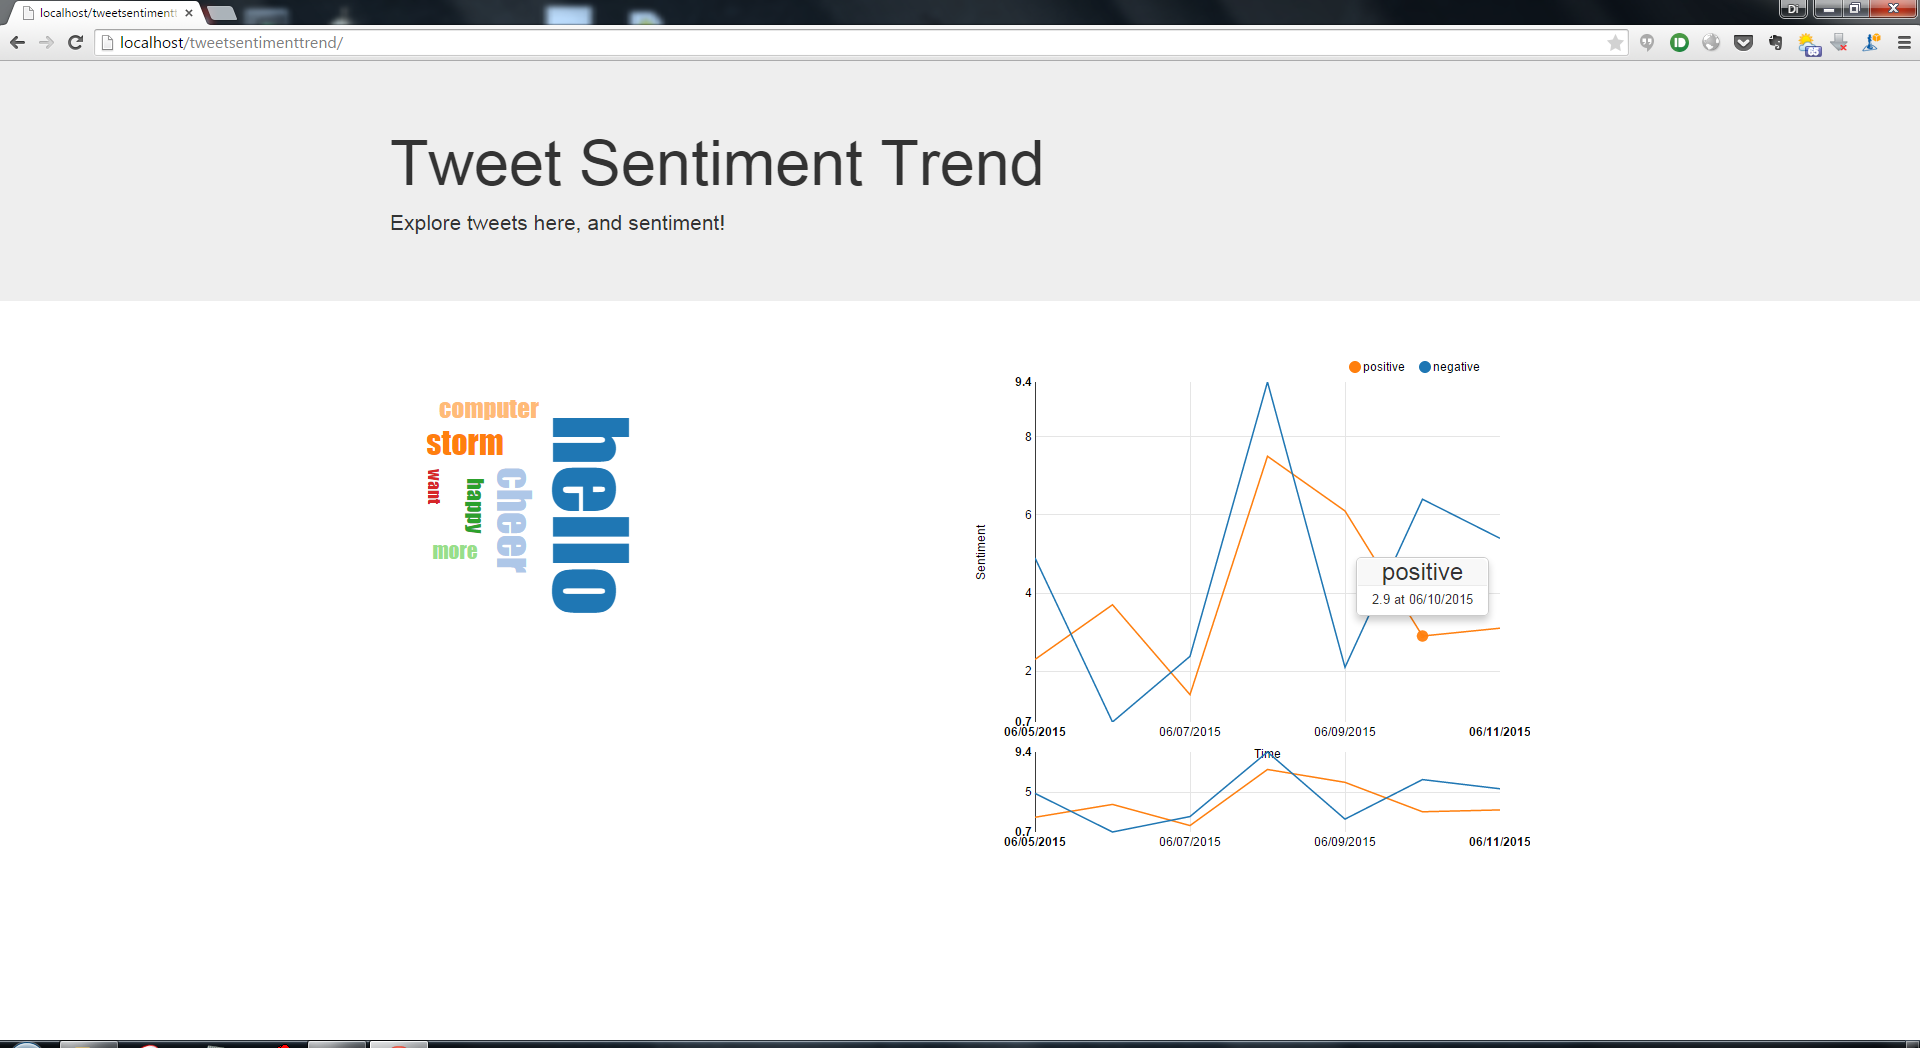 localhost/tweetsentiment
Di
localhost/tweetsentimenttrend/
65
Tweet Sentiment Trend
Explore tweets here, and sentiment!
computer
storm
want
happy
cheer
more
hello
positive negative
9.4
8
6
4
2
0.7
Sentiment
positive
2.9 at 06/10/2015
06/05/2015 06/07/2015 06/09/2015 06/11/2015
Time
9.4
5
0.7
06/05/2015 06/07/2015 06/09/2015 06/11/2015